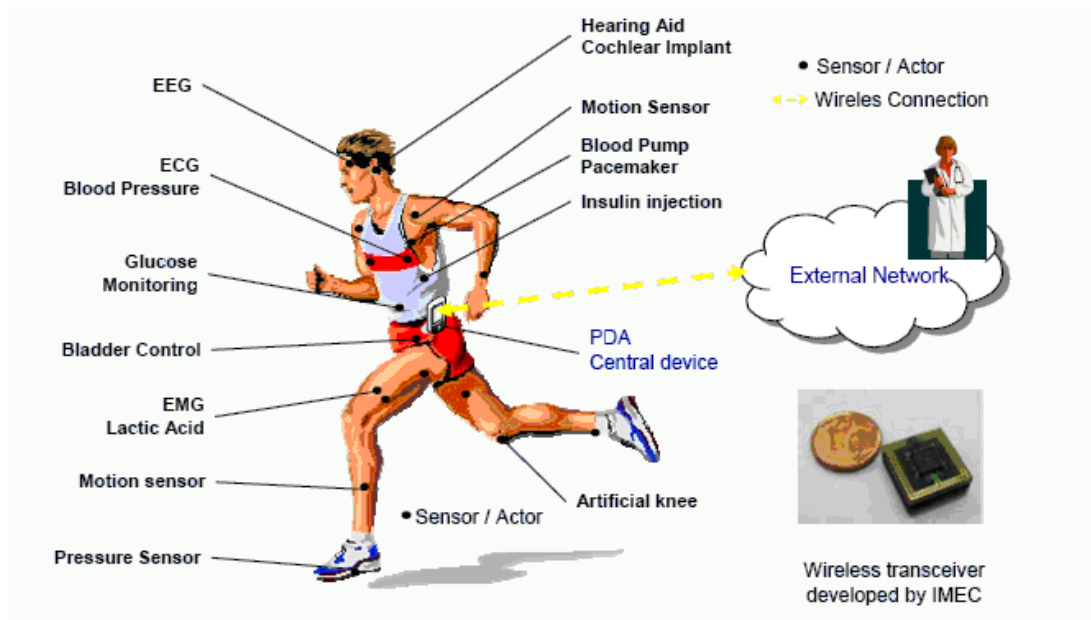 Hearing Aid
Cochlear Implant
EEG
Motion Sensor
ECG
Blood Pressure
Blood Pump
Pacemaker
Insulin injection
Glucose
Monitoring
Bladder Control
EMG
Lactic Acid
Motion sensor
Pressure Sensor
PDA
Central device
Artificial knee
Sensor / Actor
Sensor / Actor
Wireles Connection
External Network
Wireless transceiver
developed by IMEC